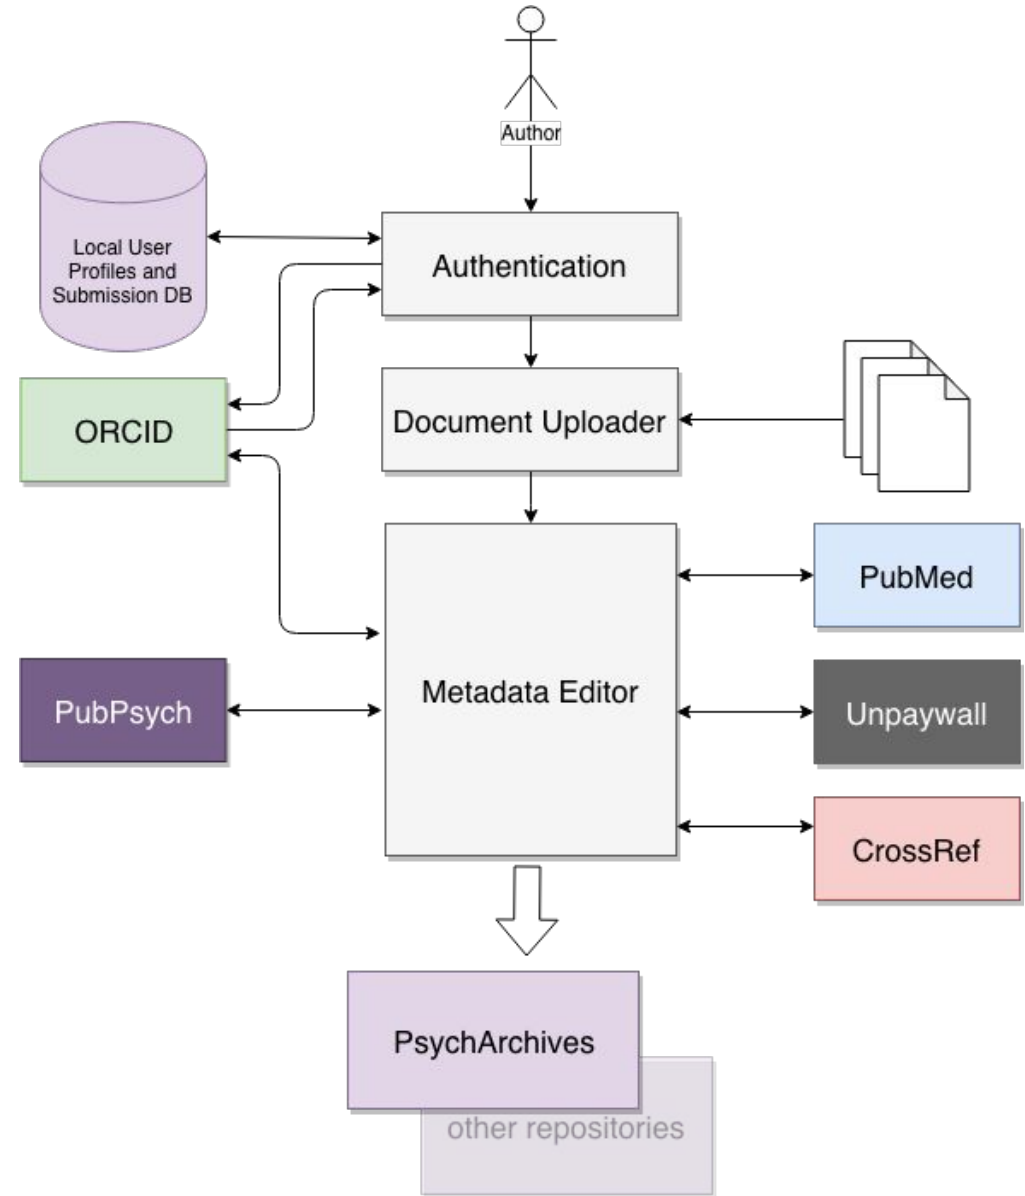 Author
Local User
Profiles and
Submission DB
Authentication
ORCID
Document Uploader
PubMed
Metadata Editor
PubPsych
Unpaywall
CrossRef
PsychArchives
other repositories